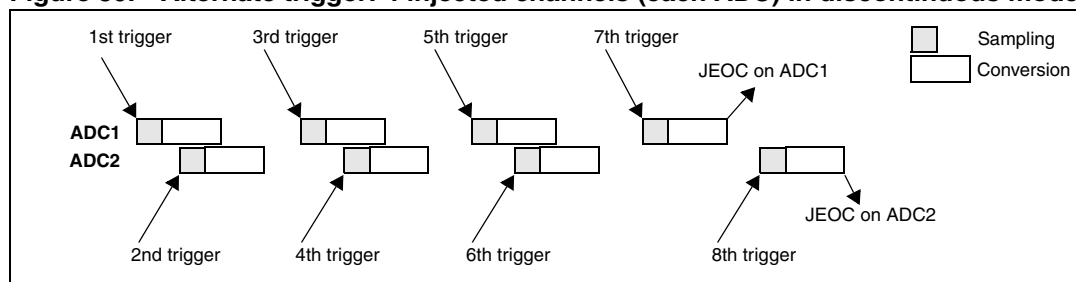 Figure Alternate trigger: 4 injected channels (each ADC) in discontinuous mode
1st trigger 3rd trigger 5th trigger 7th trigger
Sampling
Conversion
JEOC on ADC1
ADC1
ADC2
JEOC on ADC2
2nd trigger 4th trigger 6th trigger 8th trigger